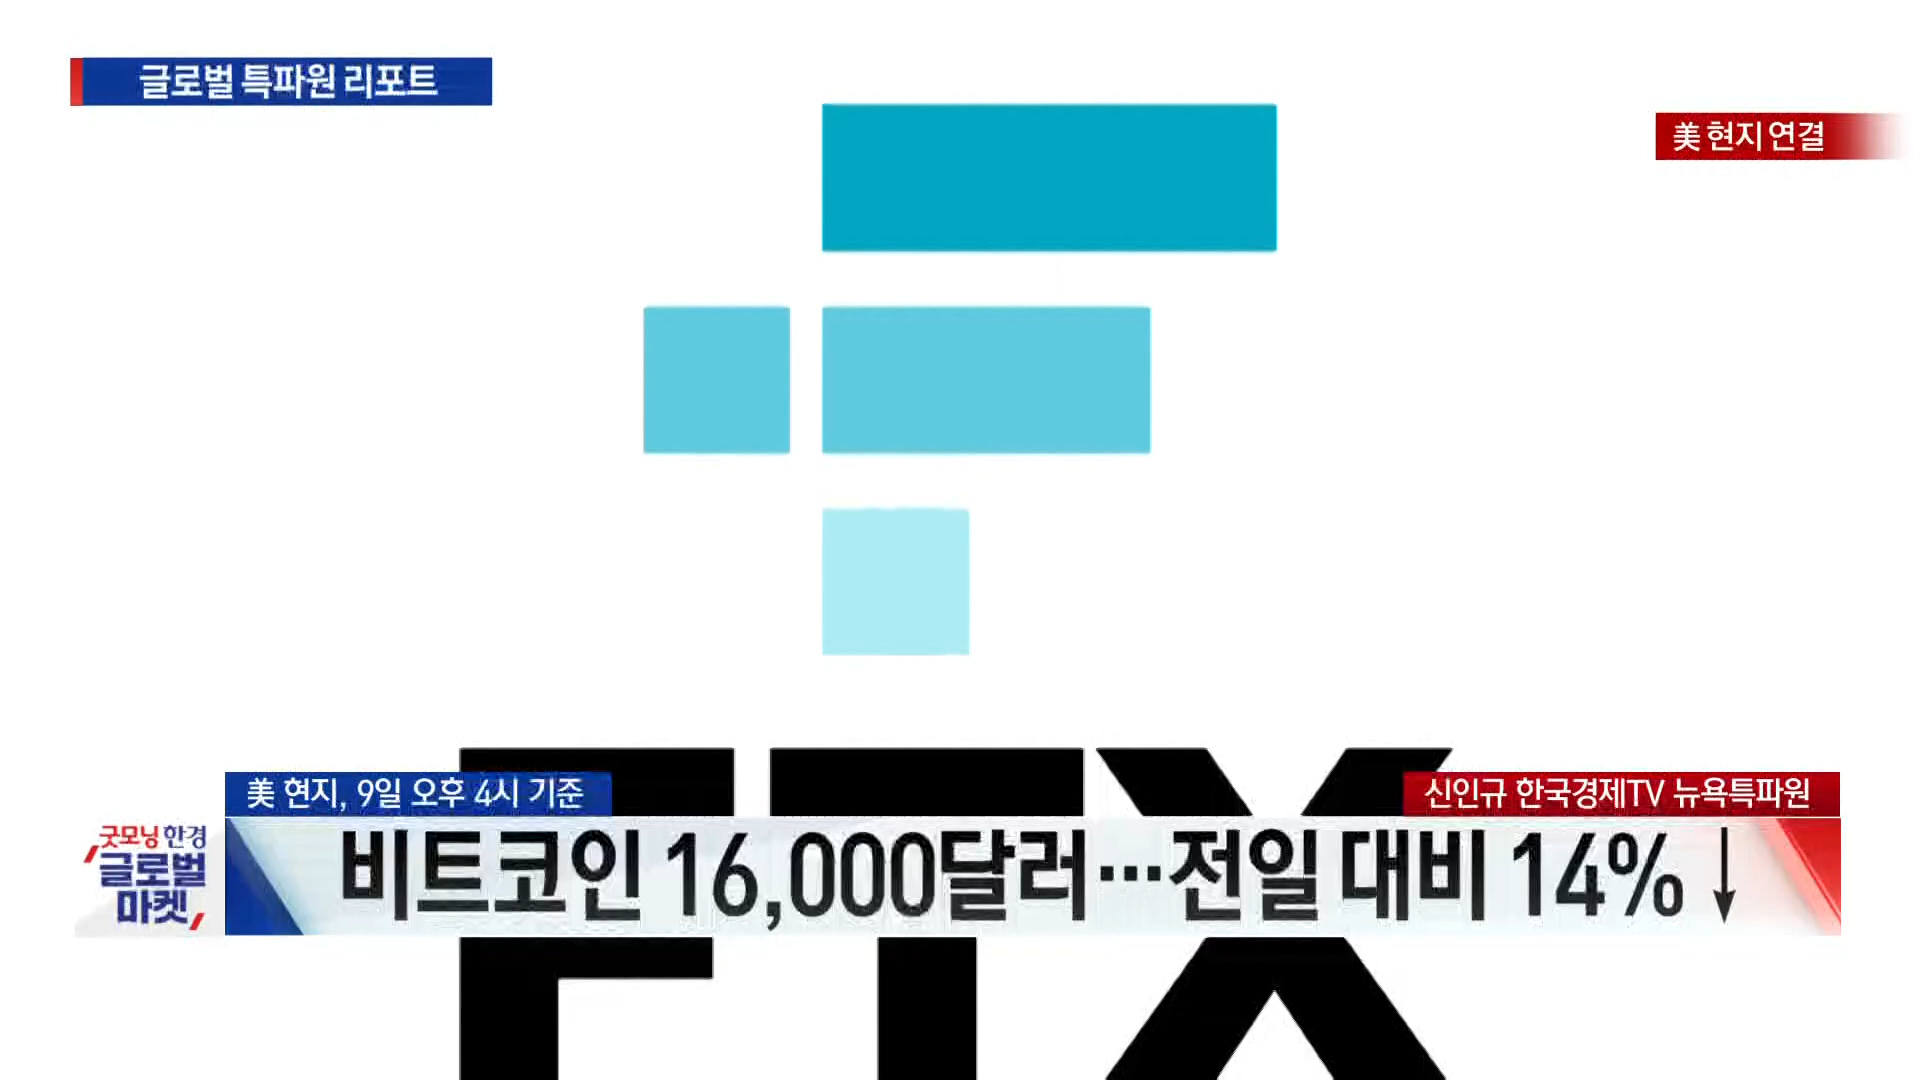 글로벌 특파원 리포트
美 현지 연결
FTX
美 현지, 9일 오후 4시 기준
신인규 한국경제TV 뉴욕특파원
굿모닝 한경
글로벌
마켓
비트코인 16,000달러…전일 대비 14% ↓